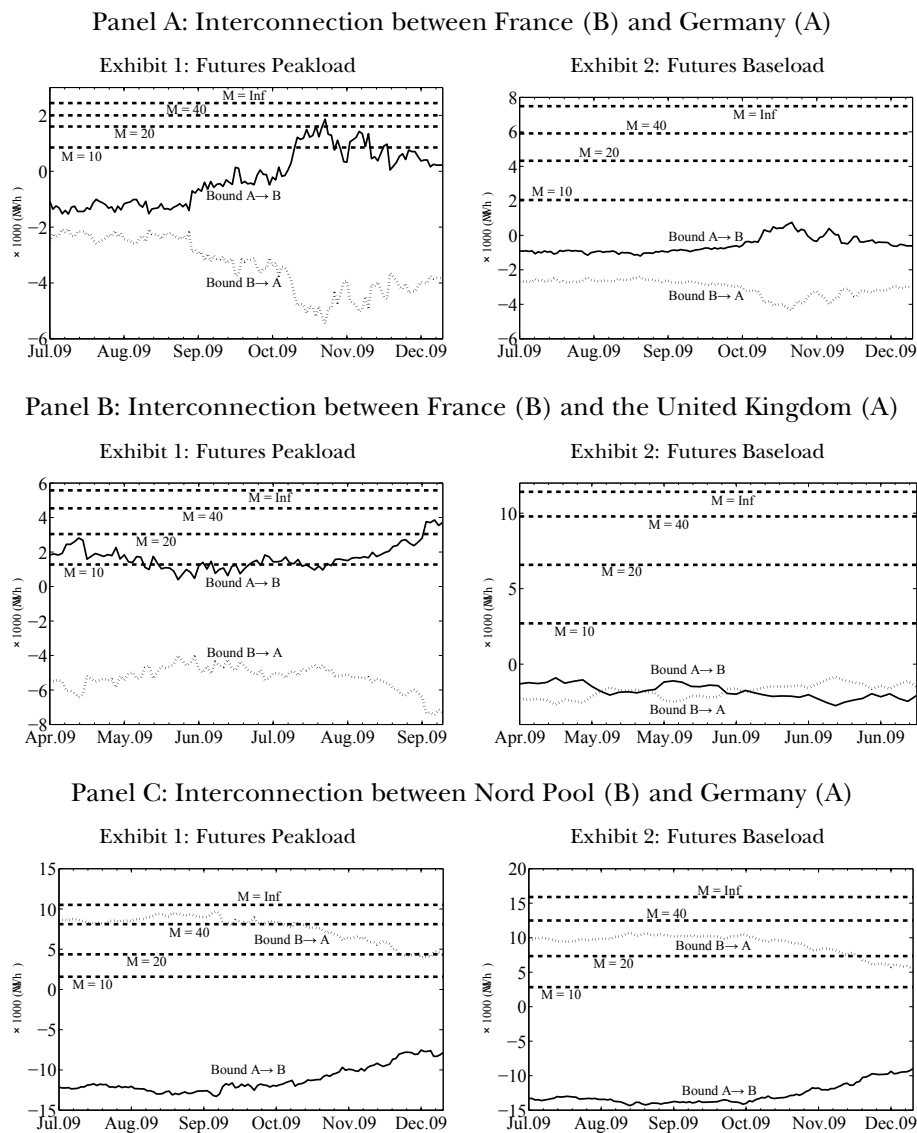 Panel A: Interconnection between France (B) and Germany (A)
Exhibit 1: Futures Peakload
M = Inf
2
M = 40
M = 20
M = 10
0
Bound A→ B
−2
Bound B→ A
−4
−6
× 1000 (MWh)
Jul.09 Aug.09 Sep.09 Oct.09 Nov.09 Dec.09
Exhibit 2: Futures Baseload
8
M = Inf
6
M = 40
4
M = 20
2
M = 10
0
Bound A→ B
−2
Bound B→ A
−4
−6
× 1000 (MWh)
Jul.09 Aug.09 Sep.09 Oct.09 Nov.09 Dec.09
Panel B: Interconnection between France (B) and the United Kingdom (A)
Exhibit 1: Futures Peakload
6
M = Inf
4
M = 40
M = 20
2
M = 10
Bound A→ B
0
−2
−4
Bound B→ A
−6
−8
× 1000 (MWh)
Apr.09 May.09 Jun.09 Jul.09 Aug.09 Sep.09
Exhibit 2: Futures Baseload
M = Inf
10
M = 40
M = 20
5
M = 10
0
Bound A→ B
Bound B→ A
× 1000 (MWh)
Apr.09 May.09 May.09 Jun.09 Jun.09 Jun.09
Panel C: Interconnection between Nord Pool (B) and Germany (A)
Exhibit 1: Futures Peakload
15
M = Inf
10
M = 40
Bound B→ A
5
M = 20
M = 10
0
−5
−10
Bound A→ B
−15
× 1000 (MWh)
Jul.09 Aug.09 Sep.09 Oct.09 Nov.09 Dec.09
Exhibit 2: Futures Baseload
20
M = Inf
15
M = 40
10
Bound B→ A
M = 20
5
M = 10
0
−5
−10
Bound A→ B
−15
× 1000 (MWh)
Jul.09 Aug.09 Sep.09 Oct.09 Nov.09 Dec.09